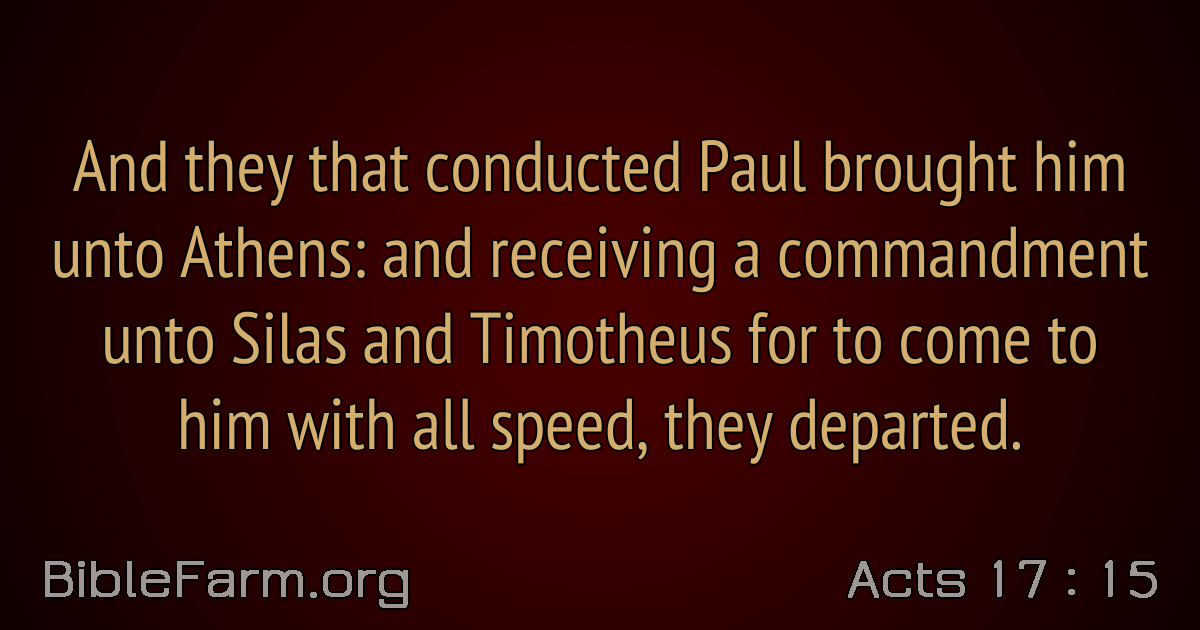 And they that conducted Paul brought him
unto Athens: and receiving a commandment
unto Silas and Timotheus for to come to
him with all speed, they departed.
BibleFarm.org
Acts 17 : 15